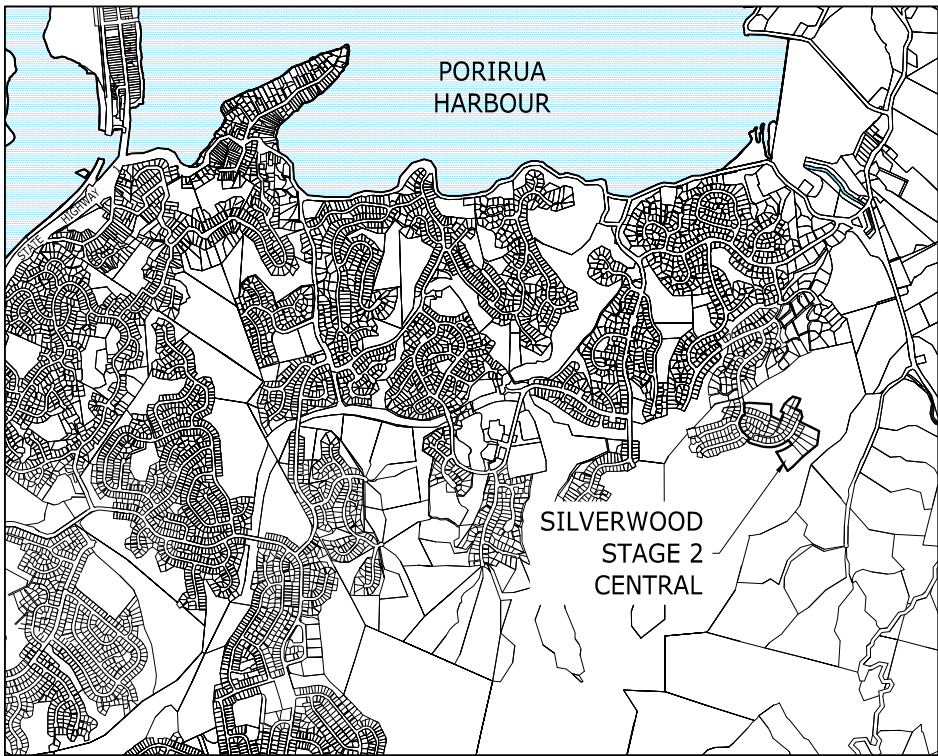 PORIRUA
HARBOUR
STATE HIGHWAY
SILVERWOOD
STAGE 2
CENTRAL